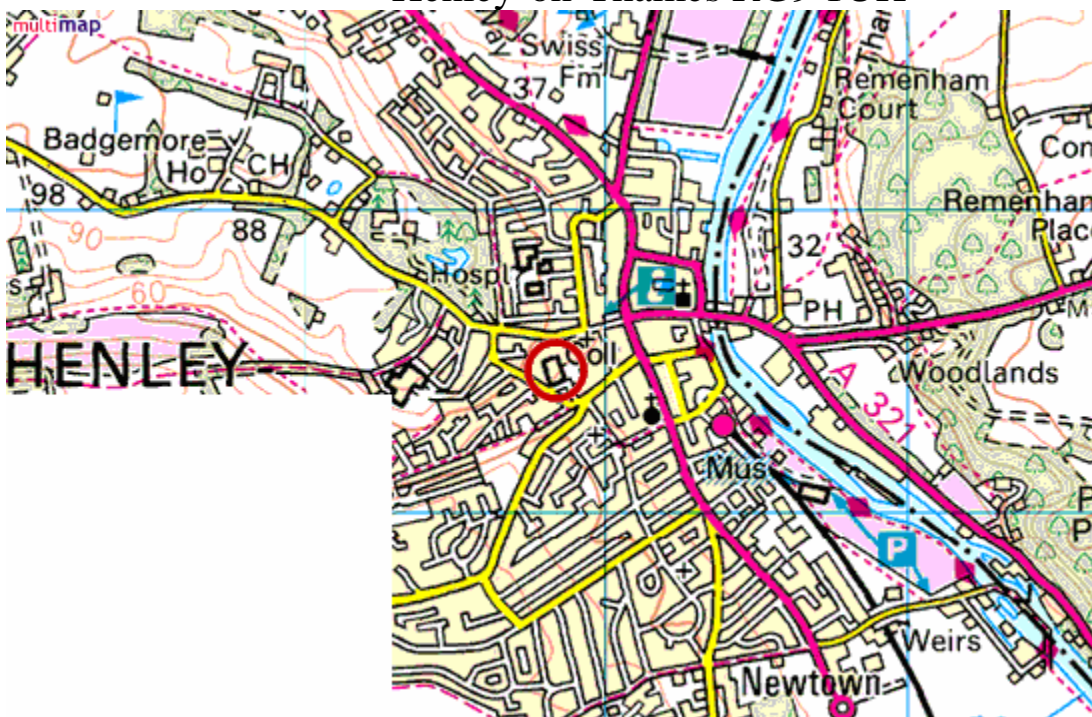 multimap
Swiss
Fm
37
Remenham
Court
Badgemore
Ho
CH
98
88
90
60
Remenham
32
Hospl
PH
HENLEY
Coll
Woodlands
A 321
Mus
P
Weirs
Newtown